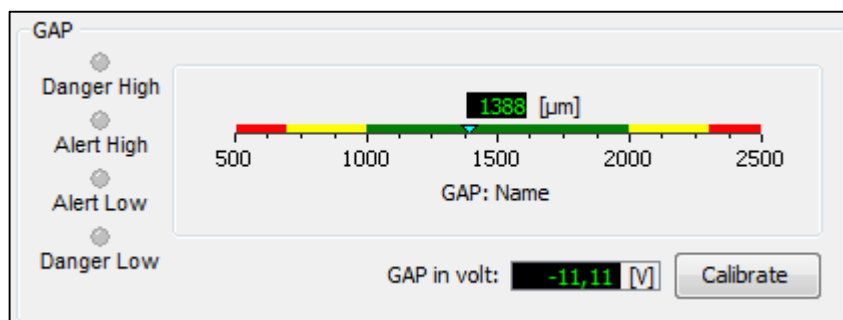 GAP
Danger High
Alert High
Alert Low
Danger Low
1388 [µm]
500 1000 1500 2000 2500
GAP: Name
GAP in volt: -11,11 [V] Calibrate